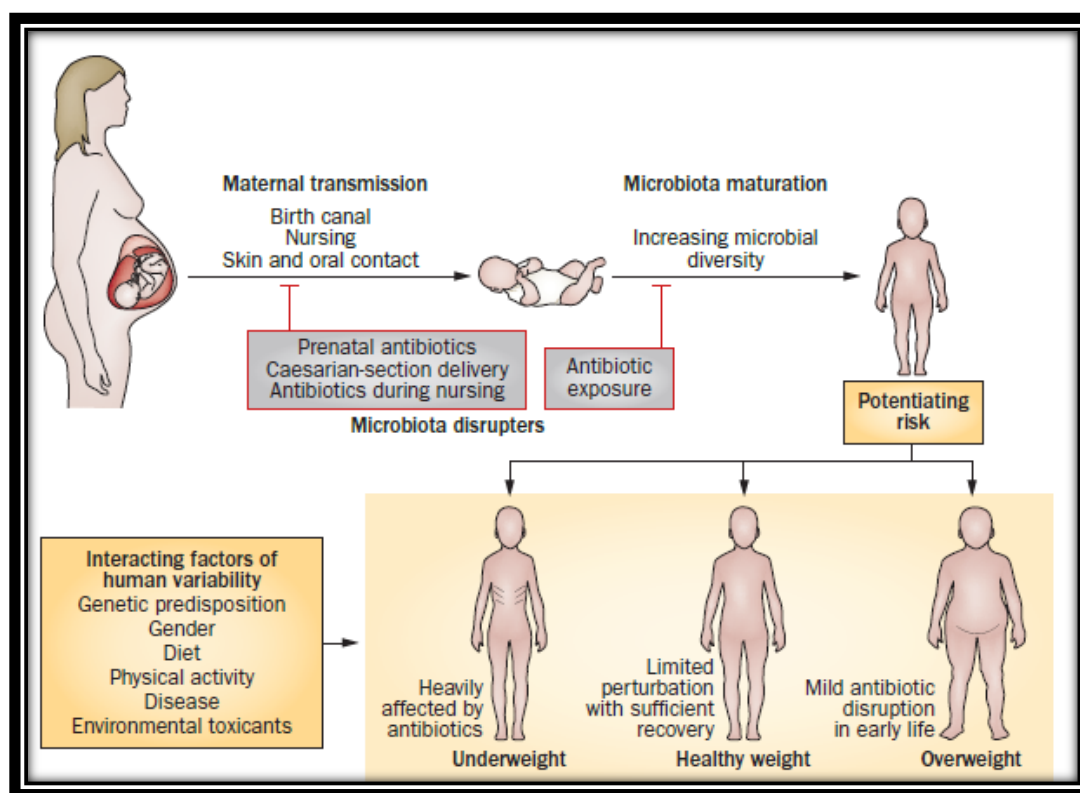 Maternal transmission
Birth canal
Nursing
Skin and oral contact
Microbiota maturation
Increasing microbial
diversity
Prenatal antibiotics
Caesarian-section delivery
Antibiotics during nursing
Antibiotic
exposure
Microbiota disrupters
Potentiating
risk
Interacting factors of
human variability
Genetic predisposition
Gender
Diet
Physical activity
Disease
Environmental toxicants
Heavily
affected by
antibiotics
Underweight
Limited
perturbation
with sufficient
recovery
Healthy weight
Mild antibiotic
disruption
in early life
Overweight